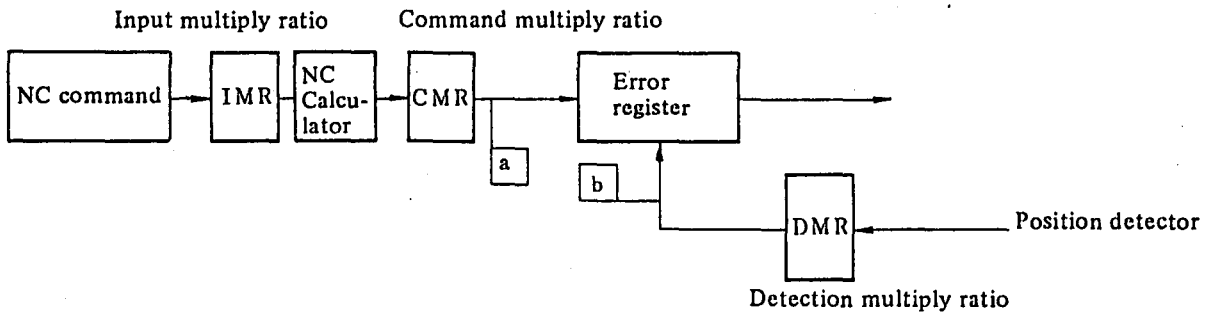 Input multiply ratio
Command multiply ratio
NC command
IMR
NC
Calcu-
lator
CMR
Error
register
a
b
DMR
Position detector
Detection multiply ratio